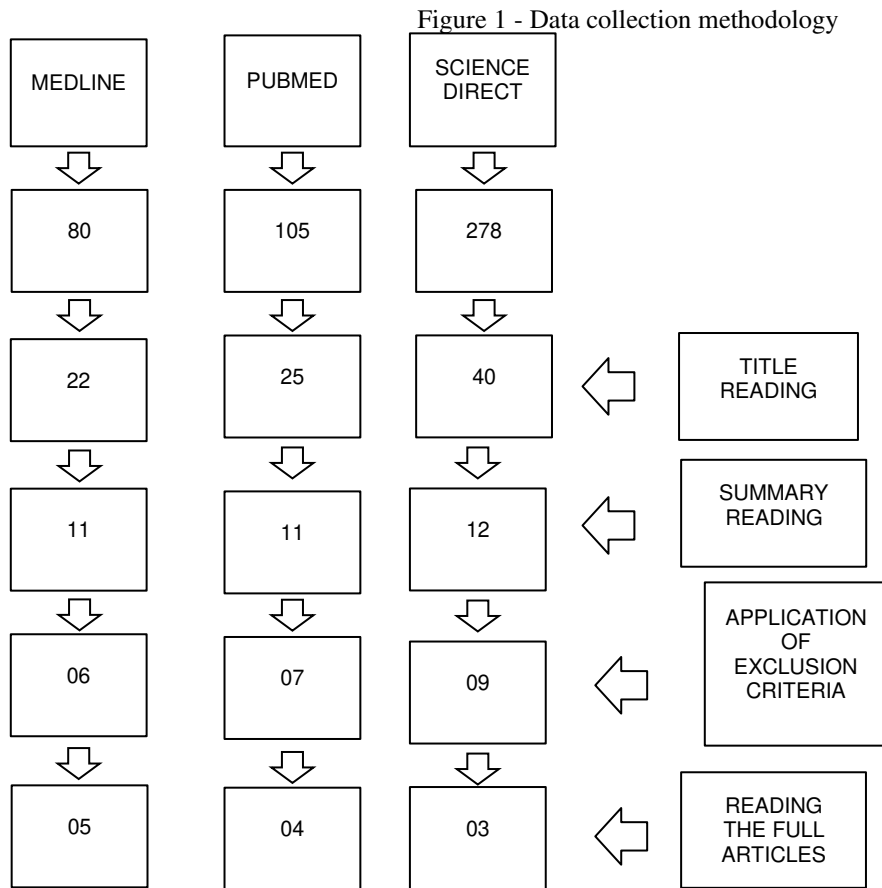 Figure 1 - Data collection methodology
MEDLINE
PUBMED
SCIENCE
DIRECT
80
105
278
22
25
40
TITLE
READING
11
11
12
SUMMARY
READING
06
07
09
APPLICATION
OF
EXCLUSION
CRITERIA
05
04
03
READING
THE FULL
ARTICLES